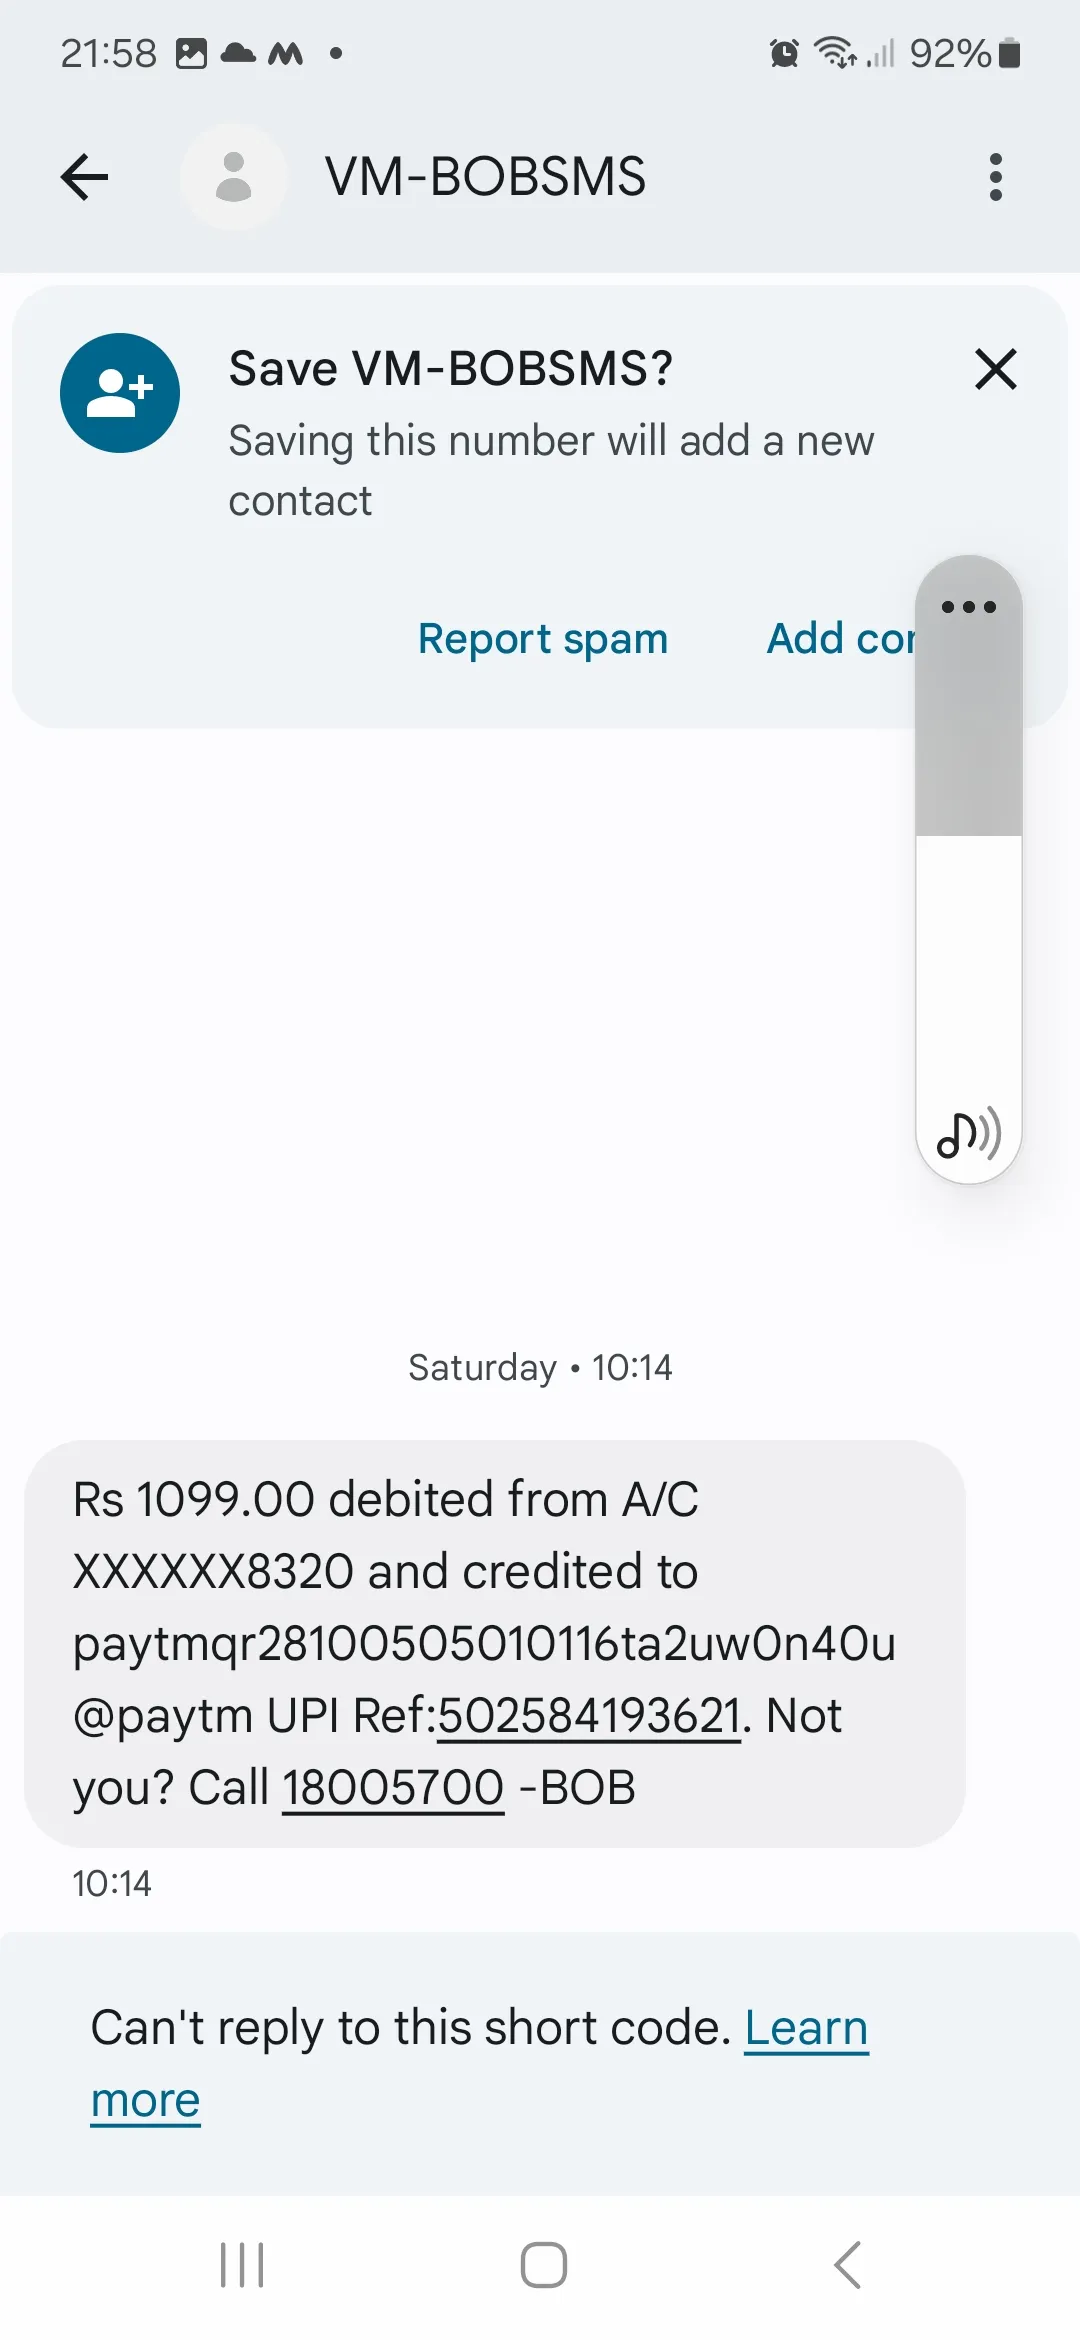 21:58
92%
VM-BOBSMS
Save VM-BOBSMS?
Saving this number will add a new
contact
Report spam Add cor
Saturday • 10:14
Rs 1099.00 debited from A/C
XXXXXX8320 and credited to
paytmqr28100505010116ta2uw0n40u
@paytm UPI Ref:502584193621. Not
you? Call 18005700 -BOB
10:14
Can't reply to this short code. Learn
more